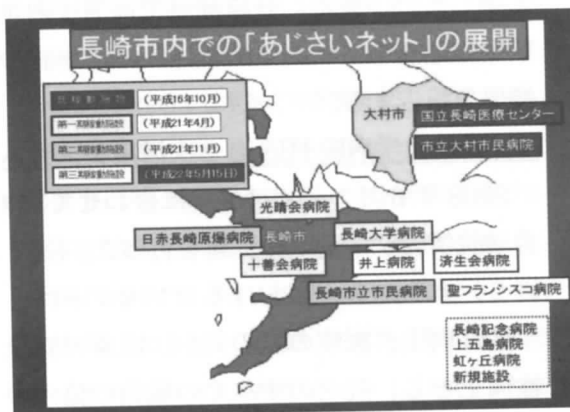 長崎市内での「あじさいネット」の展開
既稼動施設 (平成16年10月)
第一期稼動施設 (平成21年4月)
第二期稼動施設 (平成21年11月)
第三期稼動施設 (平成22年5月15日)
大村市
国立長崎医療センター
市立大村市民病院
光晴会病院
日赤長崎原爆病院
長崎市
長崎大学病院
十善会病院
井上病院
済生会病院
長崎市立市民病院
聖フランシスコ病院
長崎記念病院
上五島病院
虹ヶ丘病院
新規施設